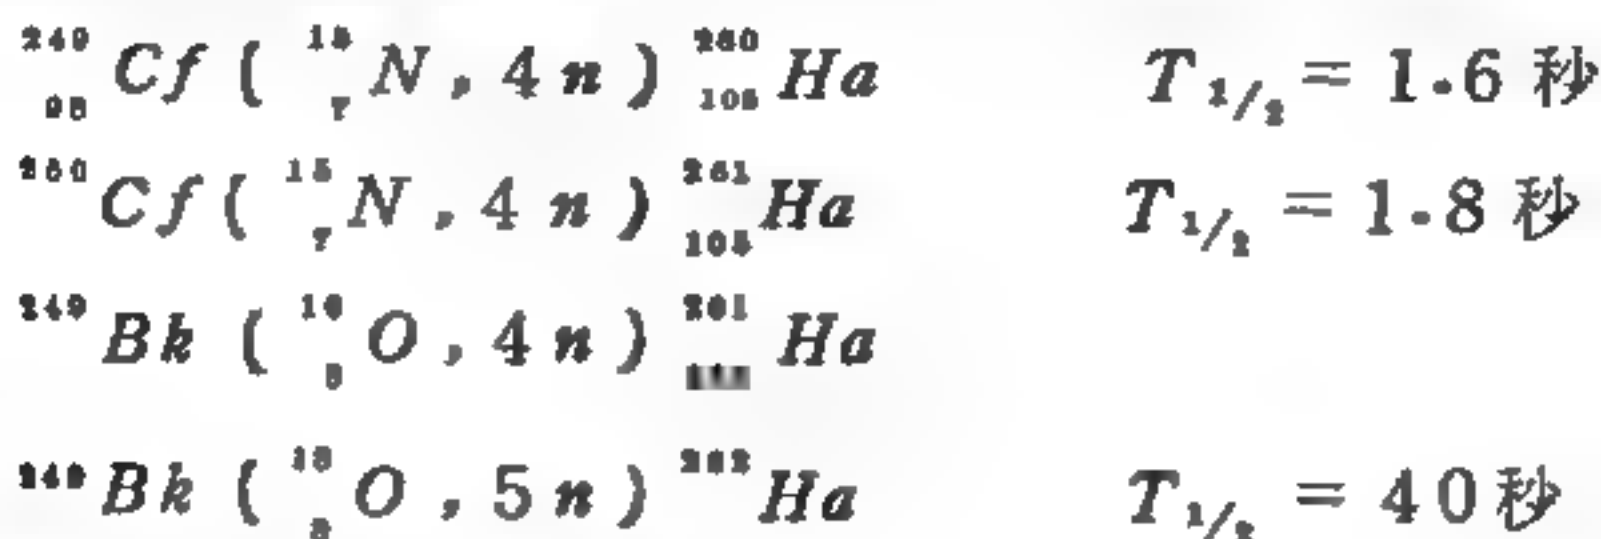 ²⁴⁹₉₈Cf(¹⁵₇N,4n)²⁶⁰₁₀₅Ha T₁/₂=1.6秒
²⁵⁰Cf(¹⁵₇N,4n)²⁶¹₁₀₅Ha T₁/₂=1.8秒
²⁴⁹Bk(¹⁶₈O,4n)²⁶¹Ha
²⁴⁹Bk(¹⁸₈O,5n)²⁶²Ha T₁/₂=40秒